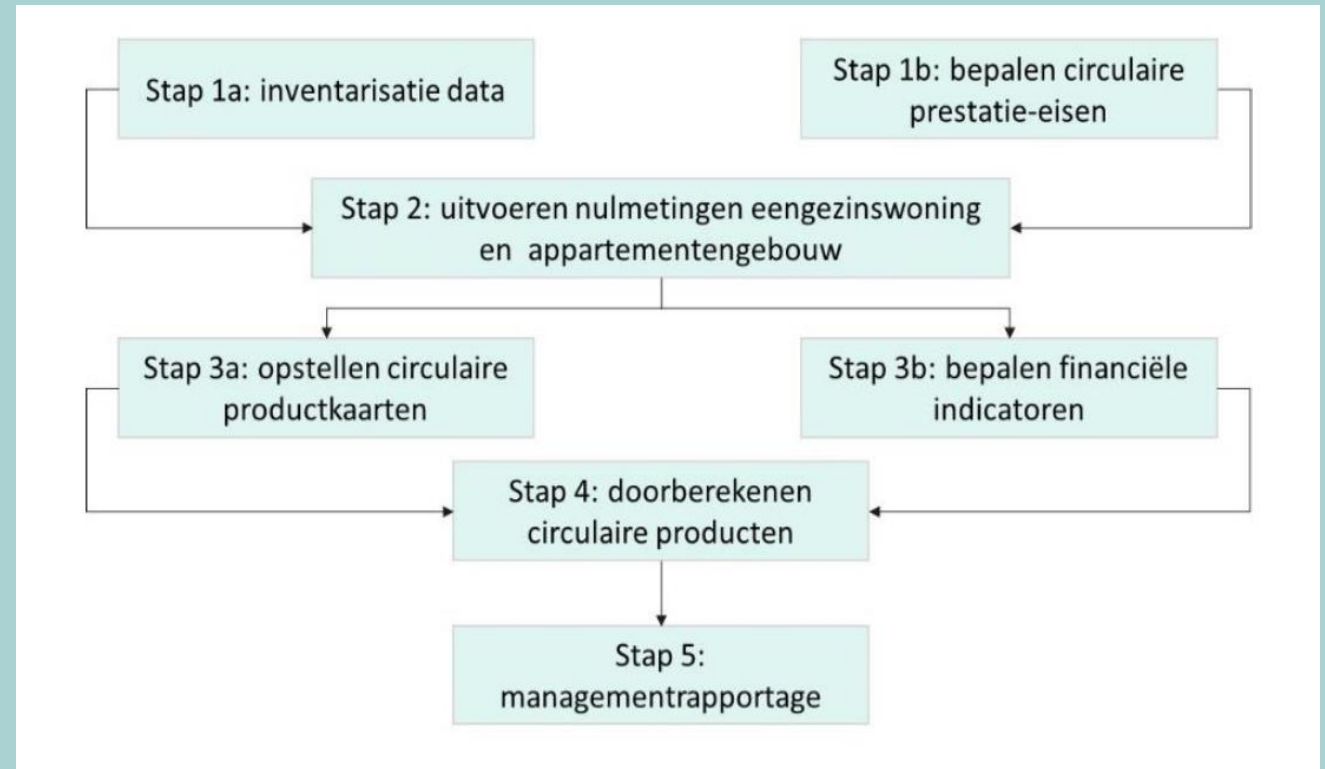 Stap 1a: inventarisatie data
Stap 1b: bepalen circulaire
prestatie-eisen
Stap 2: uitvoeren nulmetingen eengezinswoning
en appartementengebouw
Stap 3a: opstellen circulaire
productkaarten
Stap 3b: bepalen financiële
indicatoren
Stap 4: doorberekenen
circulaire producten
Stap 5:
managementrapportage